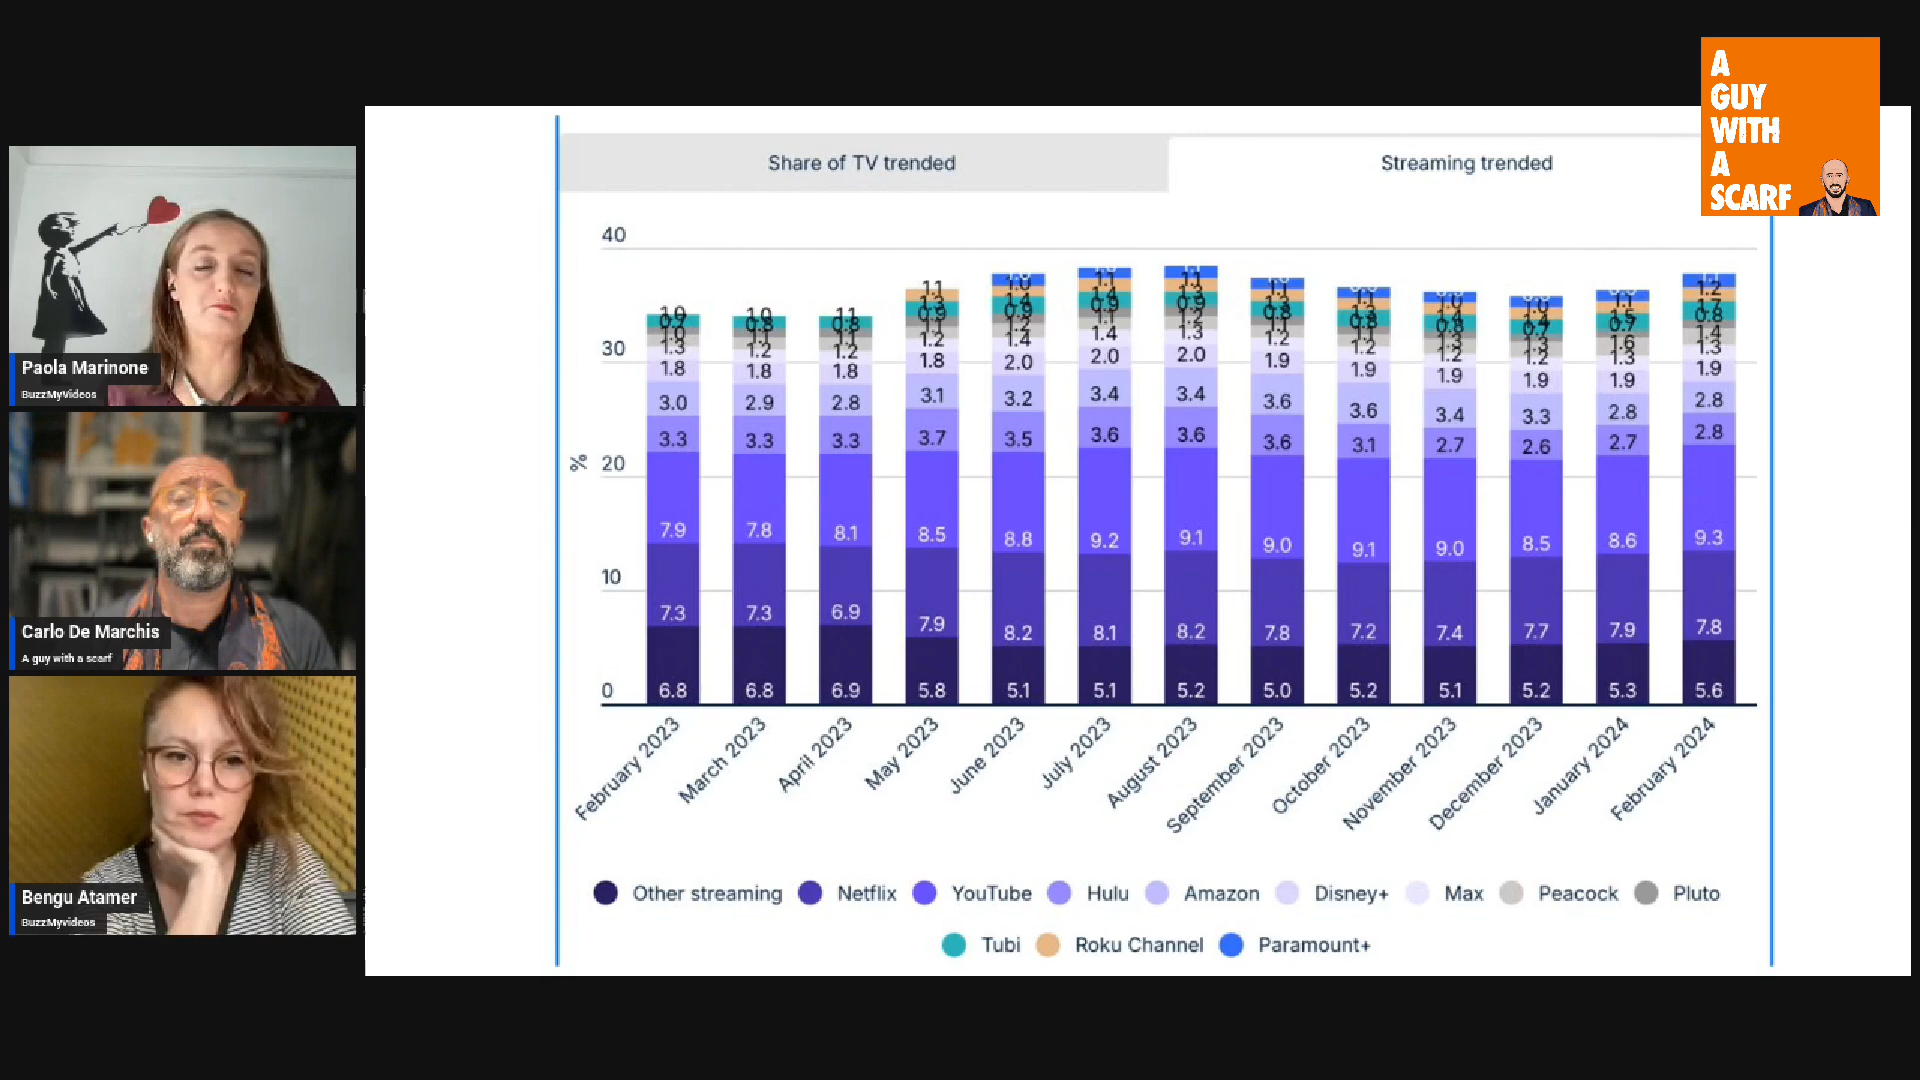 A
GUY
WITH
A
SCARF
Paola Marinone
BuzzMyVideos
Carlo De Marchis
A guy with a scarf
Bengu Atamer
BuzzMyvideos
Share of TV trended
Streaming trended
40
30
20
10
0
%
1.8 1.8 1.8 1.8 2.0 2.0 2.0 1.9 1.9 1.9 1.9 1.9 1.9
3.0 2.9 2.8 3.1 3.2 3.4 3.4 3.6 3.6 3.4 3.3 2.8 2.8
3.3 3.3 3.3 3.7 3.5 3.6 3.6 3.6 3.1 2.7 2.6 2.7 2.8
7.9 7.8 8.1 8.5 8.8 9.2 9.1 9.0 9.1 9.0 8.5 8.6 9.3
7.3 7.3 6.9 7.9 8.2 8.1 8.2 7.8 7.2 7.4 7.7 7.9 7.8
6.8 6.8 6.9 5.8 5.1 5.1 5.2 5.0 5.2 5.1 5.2 5.3 5.6
February 2023
March 2023
April 2023
May 2023
June 2023
July 2023
August 2023
September 2023
October 2023
November 2023
December 2023
January 2024
February 2024
Other streaming Netflix YouTube Hulu Amazon Disney+ Max Peacock Pluto
Tubi Roku Channel Paramount+